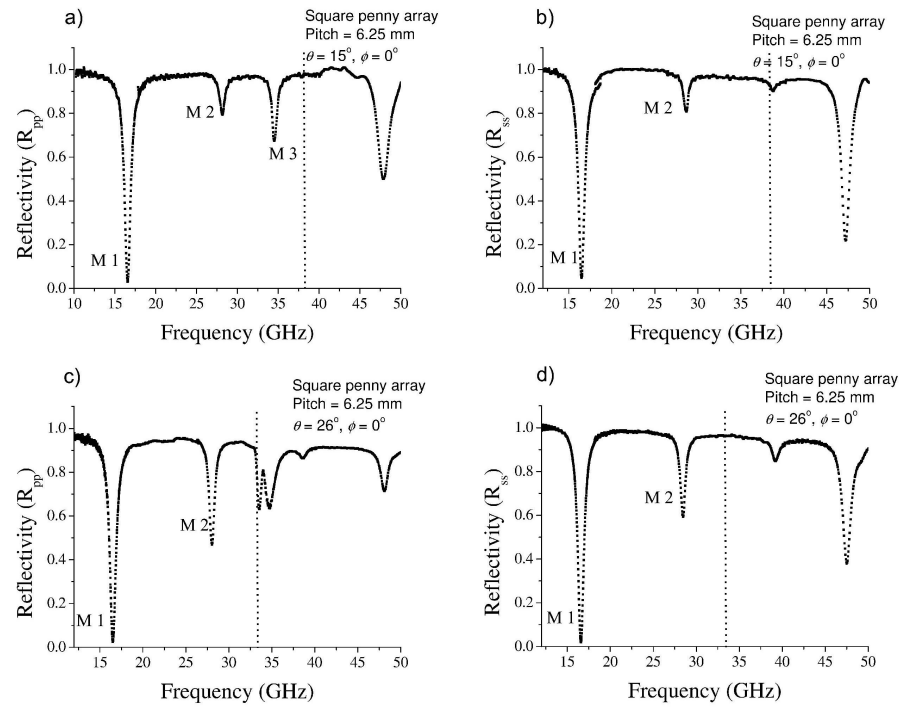 a)
Square penny array
Pitch = 6.25 mm
θ = 15°, ϕ = 0°
1.0
0.8
0.6
0.4
0.2
0.0
Reflectivity (Rpp)
M 1
M 2
M 3
10 15 20 25 30 35 40 45 50
Frequency (GHz)
b)
Square penny array
Pitch = 6.25 mm
θ = 15°, ϕ = 0°
1.0
0.8
0.6
0.4
0.2
0.0
Reflectivity (Rss)
M 1
M 2
15 20 25 30 35 40 45 50
Frequency (GHz)
c)
Square penny array
Pitch = 6.25 mm
θ = 26°, ϕ = 0°
1.0
0.8
0.6
0.4
0.2
0.0
Reflectivity (Rpp)
M 1
M 2
15 20 25 30 35 40 45 50
Frequency (GHz)
d)
Square penny array
Pitch = 6.25 mm
θ = 26°, ϕ = 0°
1.0
0.8
0.6
0.4
0.2
0.0
Reflectivity (Rss)
M 1
M 2
15 20 25 30 35 40 45 50
Frequency (GHz)